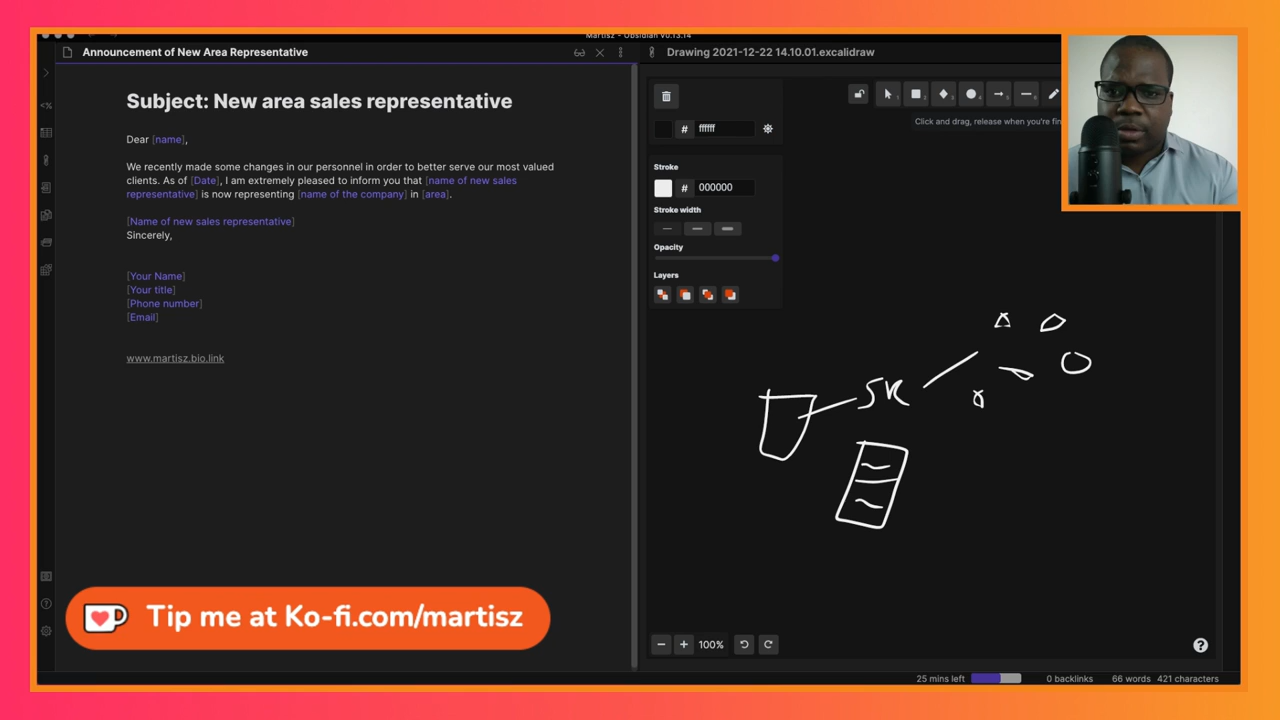 Martisz - Obsidian v0.13.14
Announcement of New Area Representative
Subject: New area sales representative
Dear [name],
We recently made some changes in our personnel in order to better serve our most valued
clients. As of [Date], I am extremely pleased to inform you that [name of new sales
representative] is now representing [name of the company] in [area].
[Name of new sales representative]
Sincerely,
[Your Name]
[Your title]
[Phone number]
[Email]
www.martisz.bio.link
Tip me at Ko-fi.com/martisz
Drawing 2021-12-22 14.10.01.excalidraw
Click and drag, release when you're fin
# ffffff
Stroke
# 000000
Stroke width
Opacity
Layers
SR
100%
25 mins left
0 backlinks
66 words
421 characters